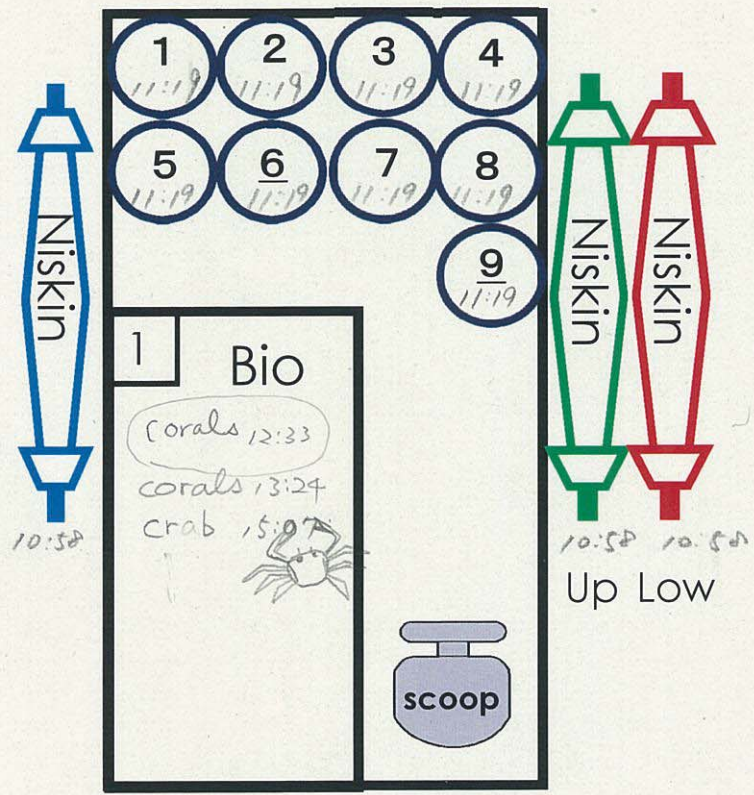 1 2 3 4
11:19 11:19 11:19 11:19
5 6 7 8
11:19 11:19 11:19 11:19
9
11:19
Niskin
10:58
Niskin
10:58
Niskin
10:58
Up Low
1
Bio
corals 12:33
corals 13:24
crab 15:07
scoop